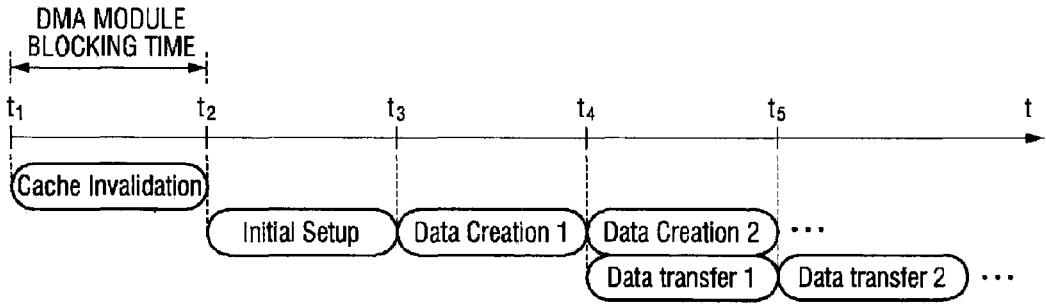 DMA MODULE
BLOCKING TIME
t1 t2 t3 t4 t5 t
Cache Invalidation
Initial Setup Data Creation 1 Data Creation 2 ...
Data transfer 1 Data transfer 2 ...